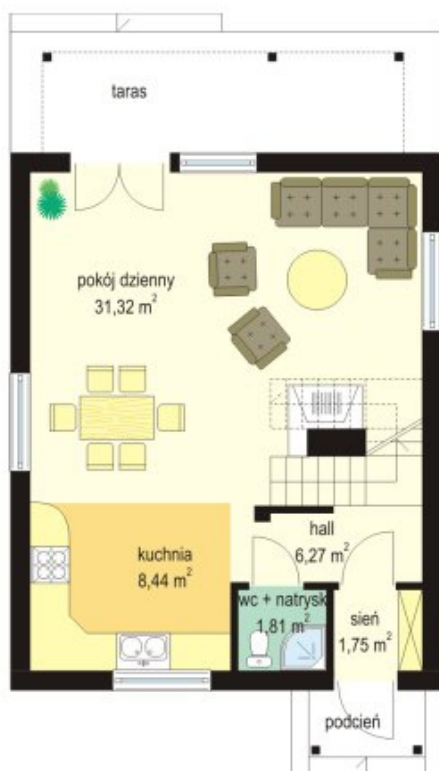 taras
pokój dzienny
31,32 m²
kuchnia
8,44 m²
hall
6,27 m²
wc + natrysk
1,81 m²
sień
1,75 m²
podcień